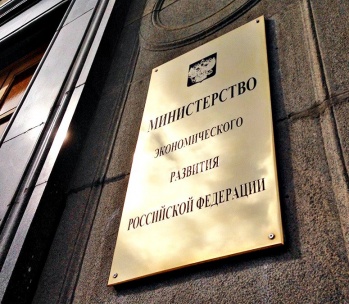 МИНИСТЕРСТВО
ЭКОНОМИЧЕСКОГО
РАЗВИТИЯ
РОССИЙСКОЙ ФЕДЕРАЦИИ